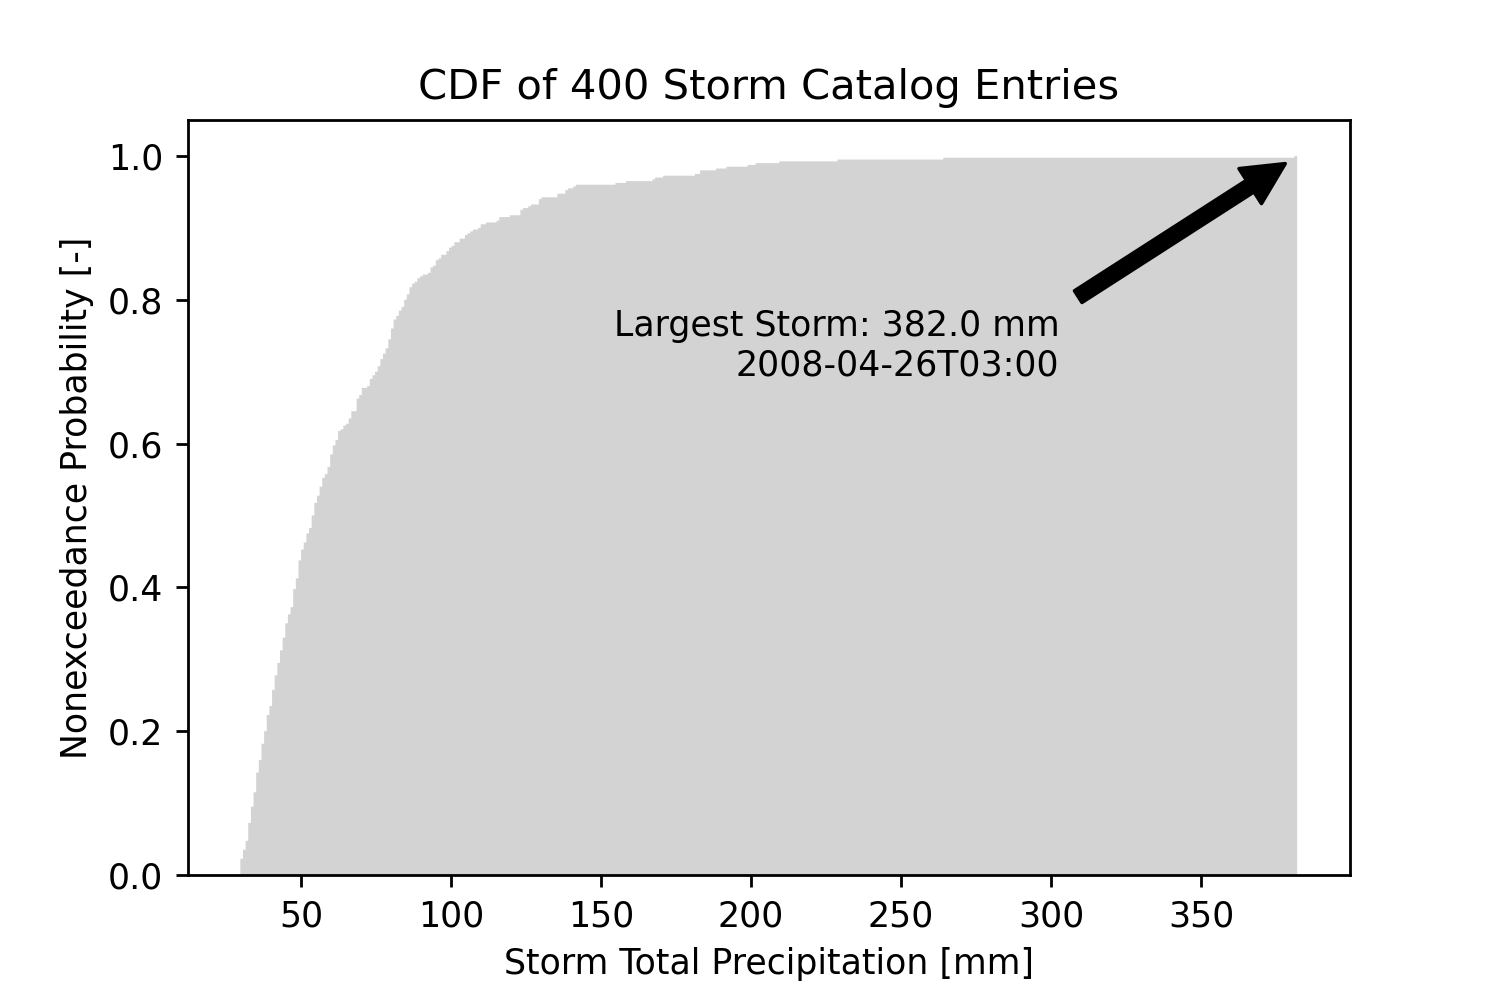 CDF of 400 Storm Catalog Entries
1.0
0.8
0.6
0.4
0.2
0.0
Nonexceedance Probability [-]
Largest Storm: 382.0 mm
2008-04-26T03:00
50 100 150 200 250 300 350
Storm Total Precipitation [mm]